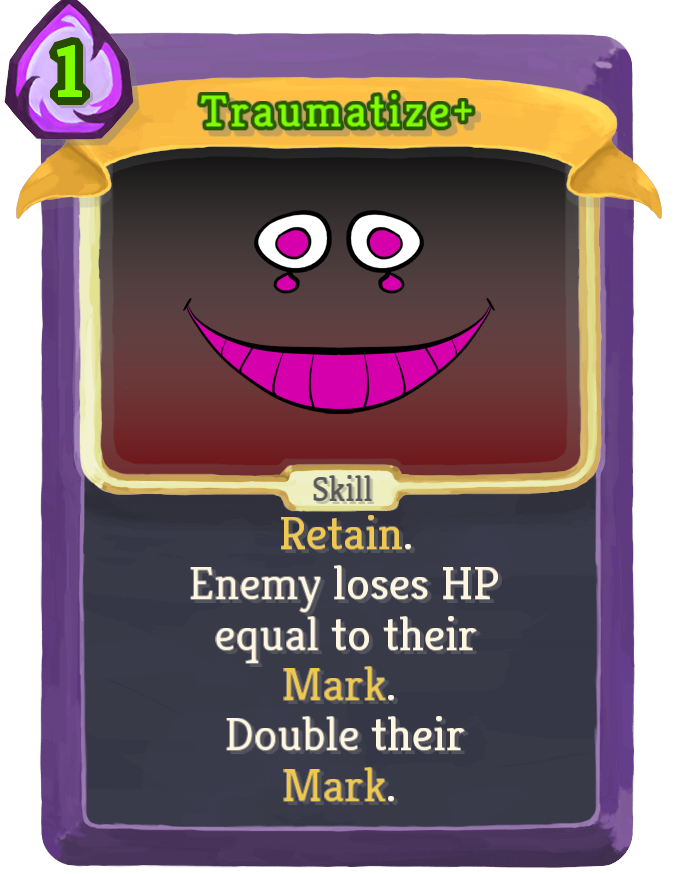 1
Traumatize+
Skill
Retain.
Enemy loses HP
equal to their
Mark.
Double their
Mark.